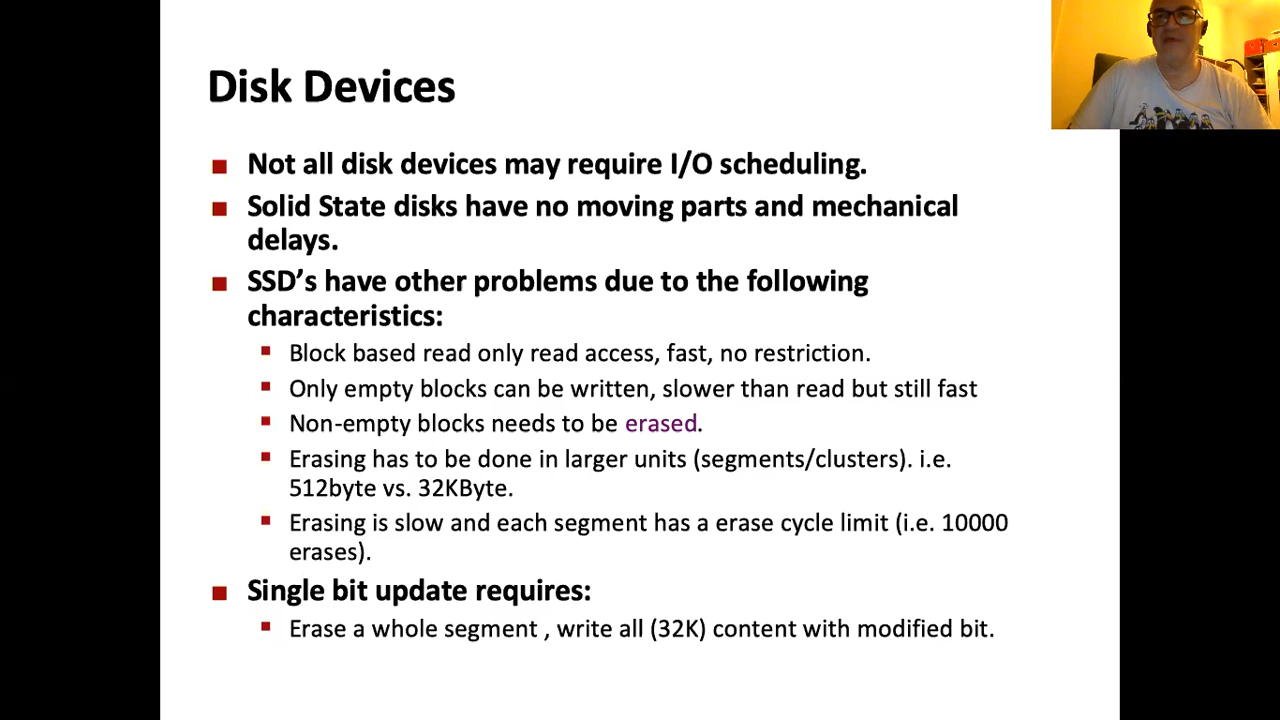 Disk Devices
Not all disk devices may require I/O scheduling.
Solid State disks have no moving parts and mechanical
delays.
SSD’s have other problems due to the following
characteristics:
Block based read only read access, fast, no restriction.
Only empty blocks can be written, slower than read but still fast
Non-empty blocks needs to be erased.
Erasing has to be done in larger units (segments/clusters). i.e.
512byte vs. 32KByte.
Erasing is slow and each segment has a erase cycle limit (i.e. 10000
erases).
Single bit update requires:
Erase a whole segment , write all (32K) content with modified bit.